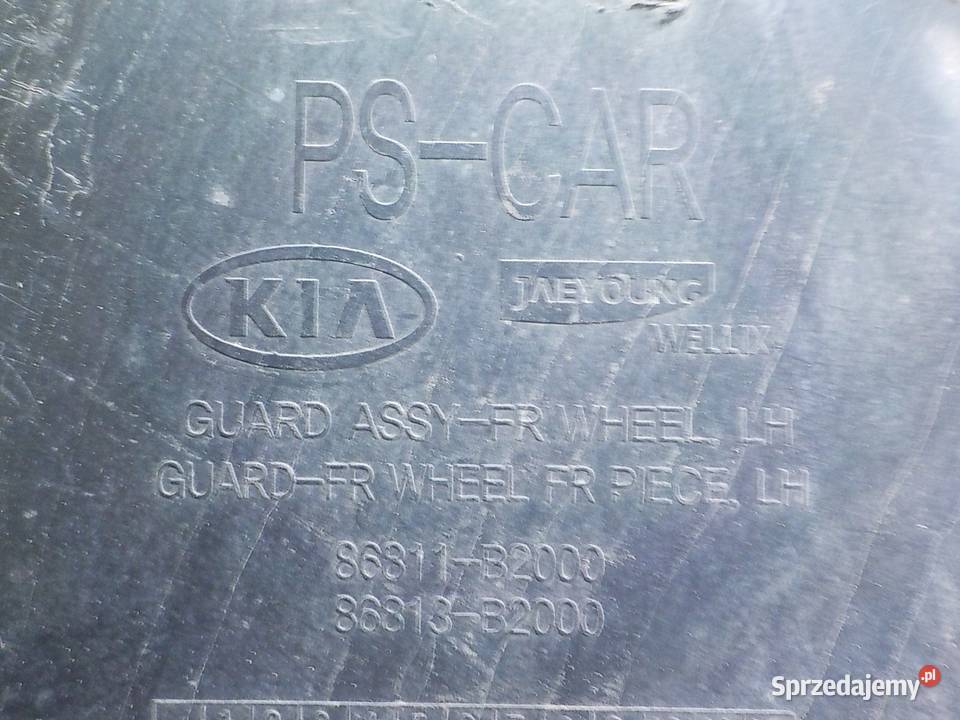 PS-CAR
KIA JAEYOUNG
WELLIX
GUARD ASSY-FR WHEEL, LH
GUARD-FR WHEEL FR PIECE, LH
86811-B2000
86813-B2000
Sprzedajemy.pl